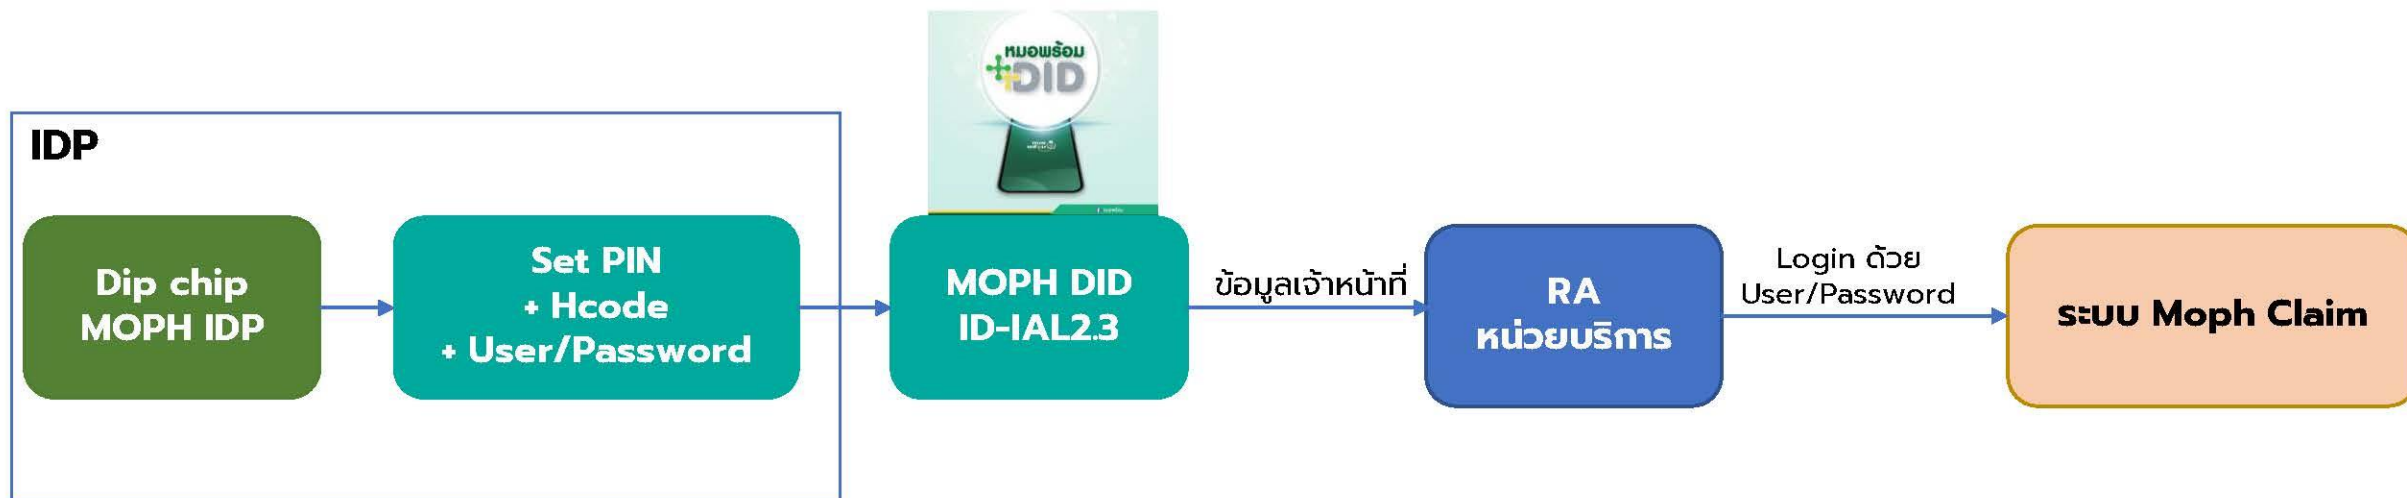 หมอพร้อม
DID
IDP
Dip chip
MOPH IDP
Set PIN
+ Hcode
+ User/Password
MOPH DID
ID-IAL2.3
ข้อมูลเจ้าหน้าที่
RA
หน่วยบริการ
Login ด้วย
User/Password
ระบบ Moph Claim